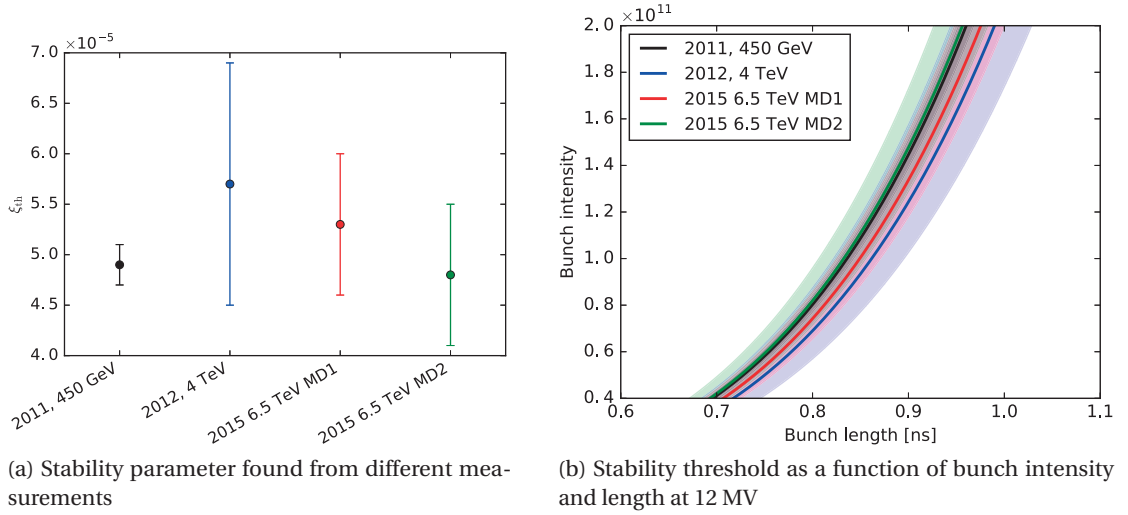 ×10⁻⁵
7.0
6.5
6.0
5.5
5.0
4.5
4.0
ξth
2011, 450 GeV
2012, 4 TeV
2015 6.5 TeV MD1
2015 6.5 TeV MD2
(a) Stability parameter found from different mea-
surements
×10¹¹
2.0
1.8
1.6
1.4
1.2
1.0
0.8
0.6
0.4
Bunch intensity
2011, 450 GeV
2012, 4 TeV
2015 6.5 TeV MD1
2015 6.5 TeV MD2
0.6 0.7 0.8 0.9 1.0 1.1
Bunch length [ns]
(b) Stability threshold as a function of bunch intensity
and length at 12 MV